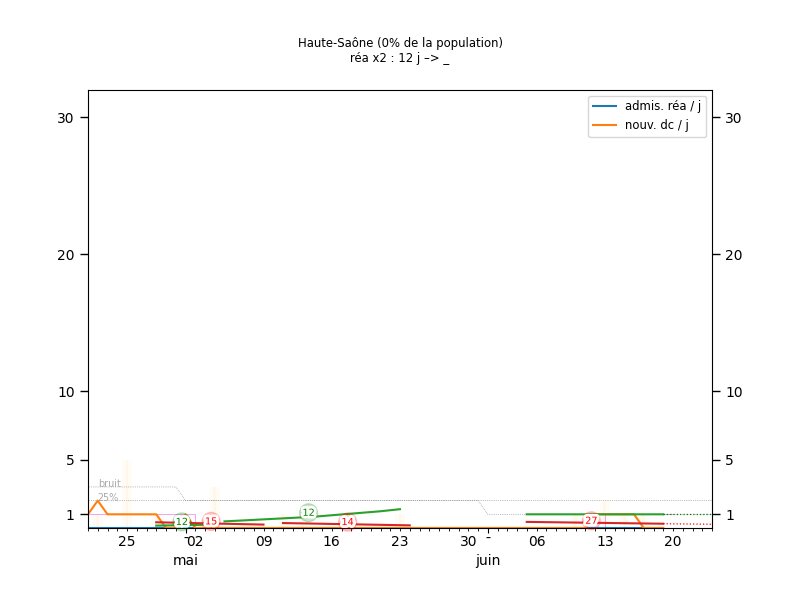 Haute-Saône (0% de la population)
réa x2 : 12 j –> _
admis. réa / j
nouv. dc / j
30 30
20 20
10 10
5 5
bruit
25%
1 12 15 12 14 27 1
25 02 09 16 23 30 06 13 20
mai juin